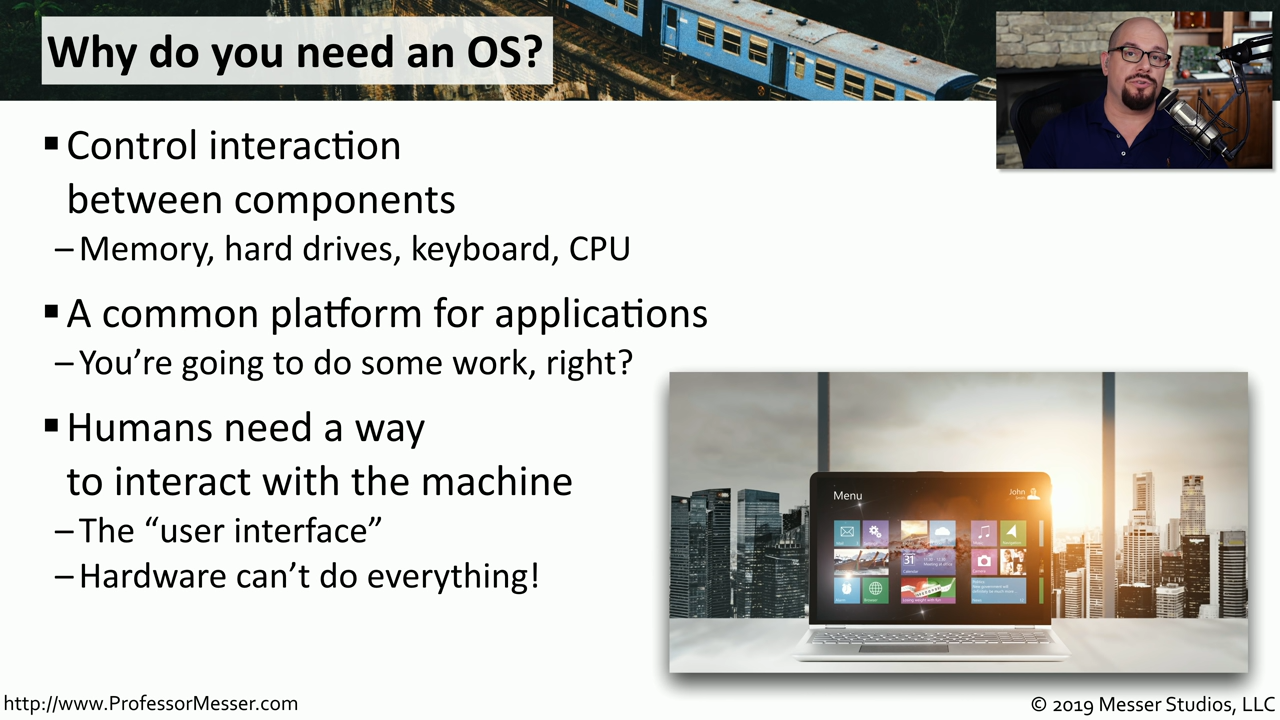 Why do you need an OS?
▪ Control interaction
between components
– Memory, hard drives, keyboard, CPU
▪ A common platform for applications
– You’re going to do some work, right?
▪ Humans need a way
to interact with the machine
– The “user interface”
– Hardware can’t do everything!
Menu
John
31
Calendar
http://www.ProfessorMesser.com
© 2019 Messer Studios, LLC